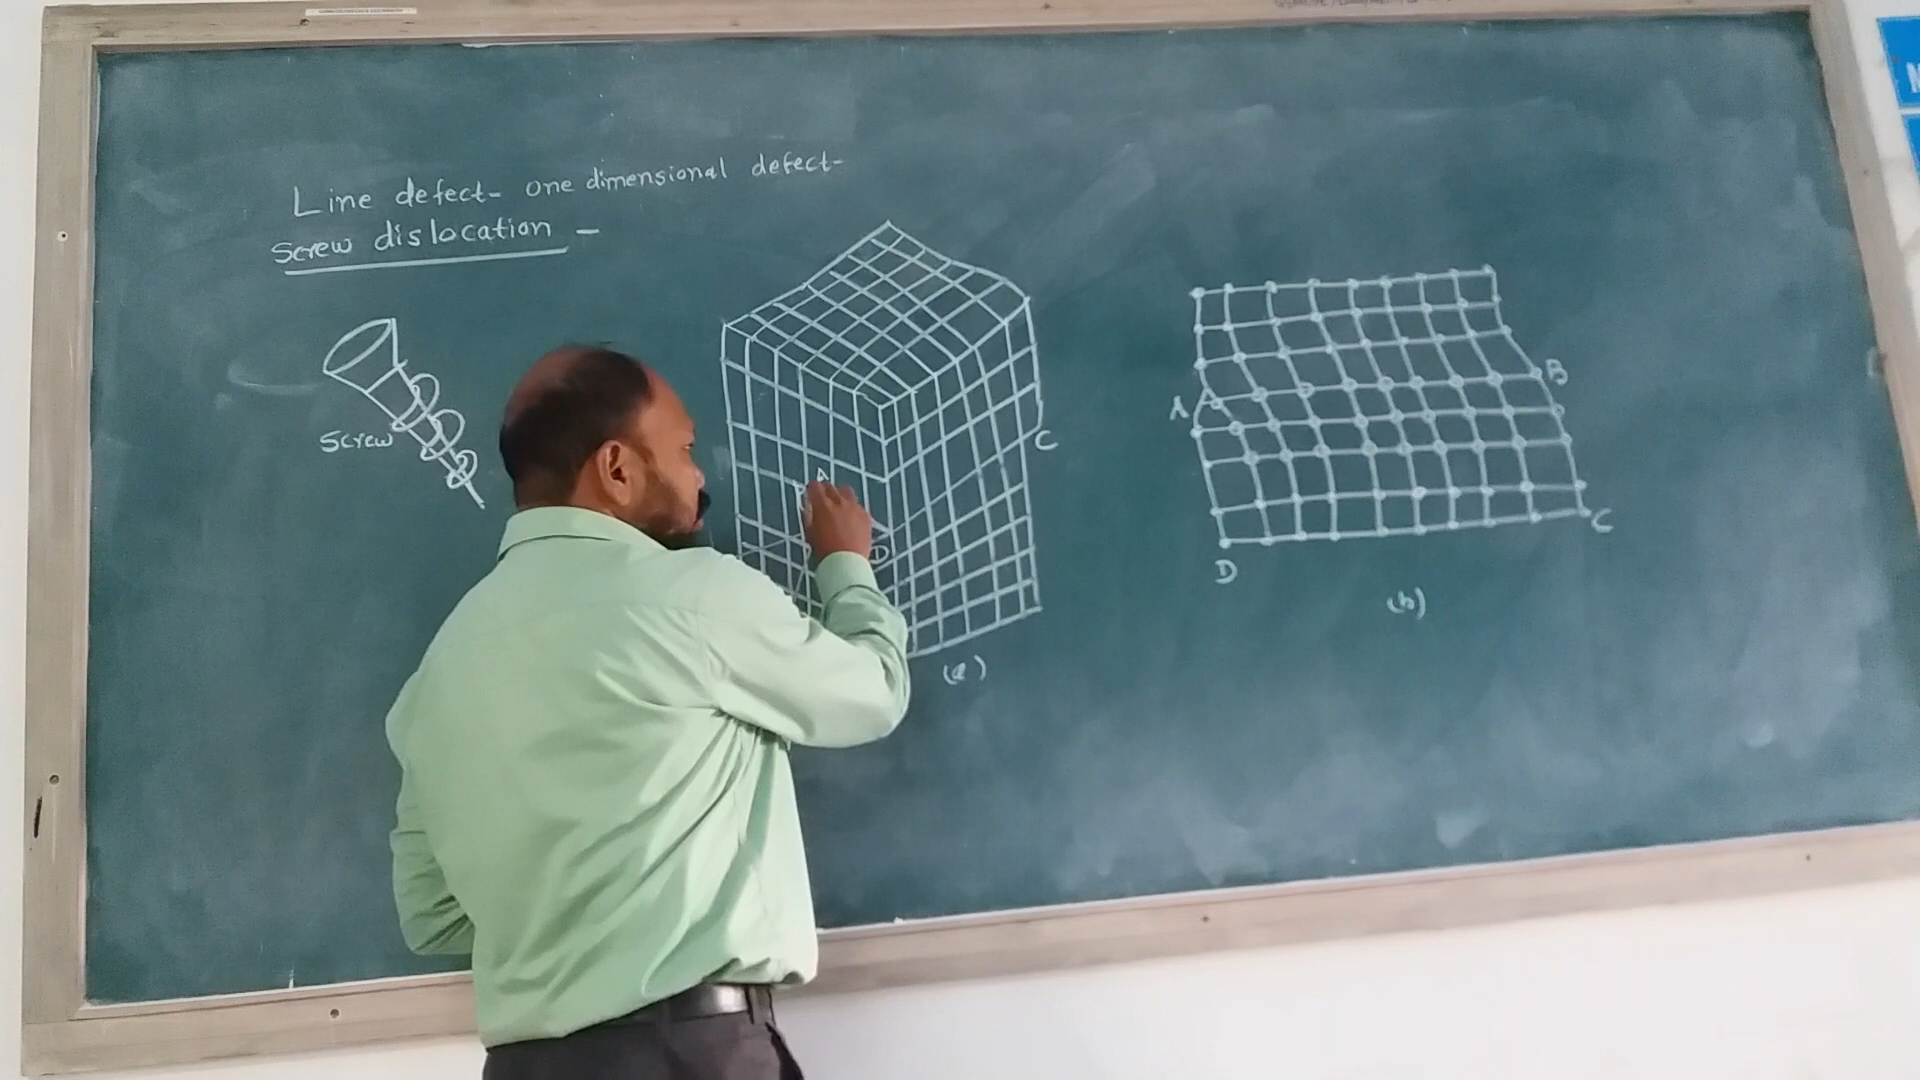 Line defect- one dimensional defect-
Screw dislocation -
Screw
A
D
C
(a)
A
B
C
D
(b)